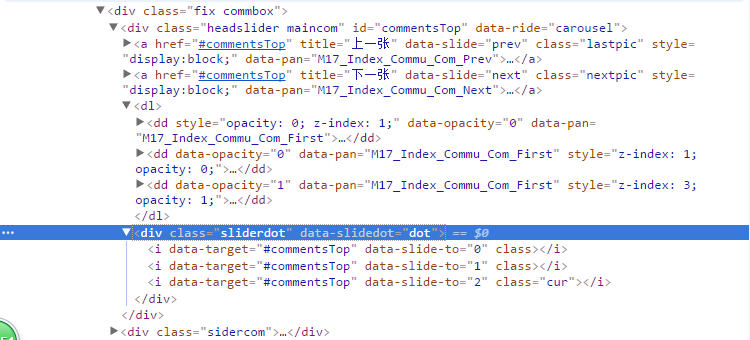 ▼<div class="fix commbox">
▼<div class="headslider maincom" id="commentsTop" data-ride="carousel">
▶<a href="#commentsTop" title="上一张" data-slide="prev" class="lastpic" style=
"display:block;" data-pan="M17_Index_Commu_Com_Prev">…</a>
▶<a href="#commentsTop" title="下一张" data-slide="next" class="nextpic" style=
"display:block;" data-pan="M17_Index_Commu_Com_Next">…</a>
▼<dl>
▶<dd style="opacity: 0; z-index: 1;" data-opacity="0" data-pan=
"M17_Index_Commu_Com_First">…</dd>
▶<dd data-opacity="0" data-pan="M17_Index_Commu_Com_First" style="z-index: 1;
opacity: 0;">…</dd>
▶<dd data-opacity="1" data-pan="M17_Index_Commu_Com_First" style="z-index: 3;
opacity: 1;">…</dd>
</dl>
… ▼<div class="sliderdot" data-slidedot="dot"> == $0
<i data-target="#commentsTop" data-slide-to="0" class></i>
<i data-target="#commentsTop" data-slide-to="1" class></i>
<i data-target="#commentsTop" data-slide-to="2" class="cur"></i>
</div>
</div>
▶<div class="sidercom">…</div>